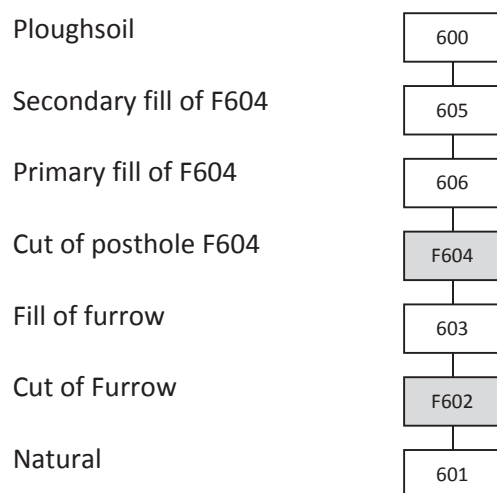 Ploughsoil 600
Secondary fill of F604 605
Primary fill of F604 606
Cut of posthole F604 F604
Fill of furrow 603
Cut of Furrow F602
Natural 601